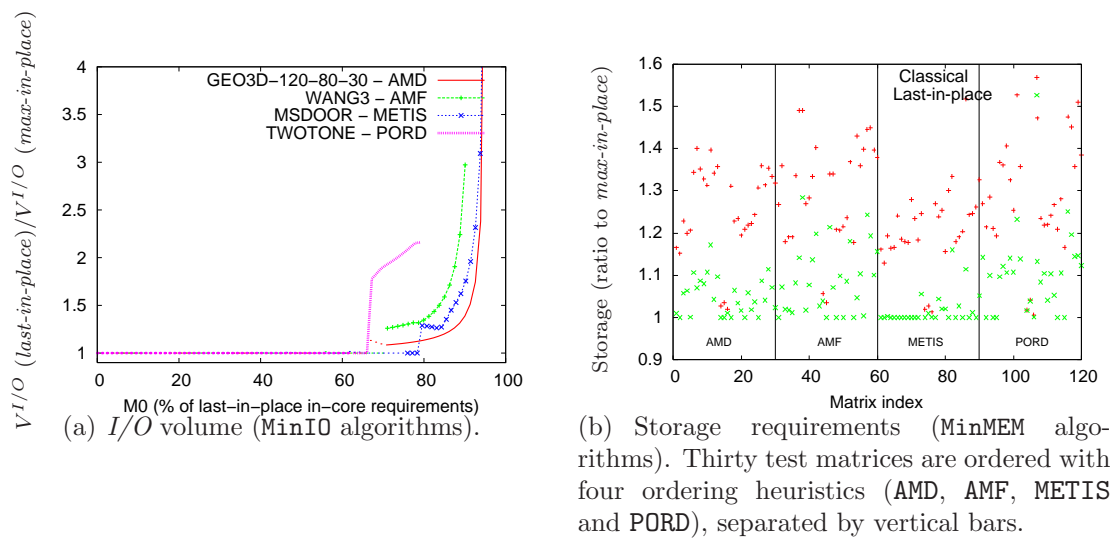 V^{I/O} (last-in-place)/V^{I/O} (max-in-place)
4
3.5
3
2.5
2
1.5
1
GEO3D−120−80−30 − AMD
WANG3 − AMF
MSDOOR − METIS
TWOTONE − PORD
0 20 40 60 80 100
M0 (% of last−in−place in−core requirements)
(a) I/O volume (MinIO algorithms).
Storage (ratio to max-in-place)
1.6
1.5
1.4
1.3
1.2
1.1
1
0.9
Classical
Last-in-place
AMD AMF METIS PORD
0 20 40 60 80 100 120
Matrix index
(b) Storage requirements (MinMEM algo-
rithms). Thirty test matrices are ordered with
four ordering heuristics (AMD, AMF, METIS
and PORD), separated by vertical bars.